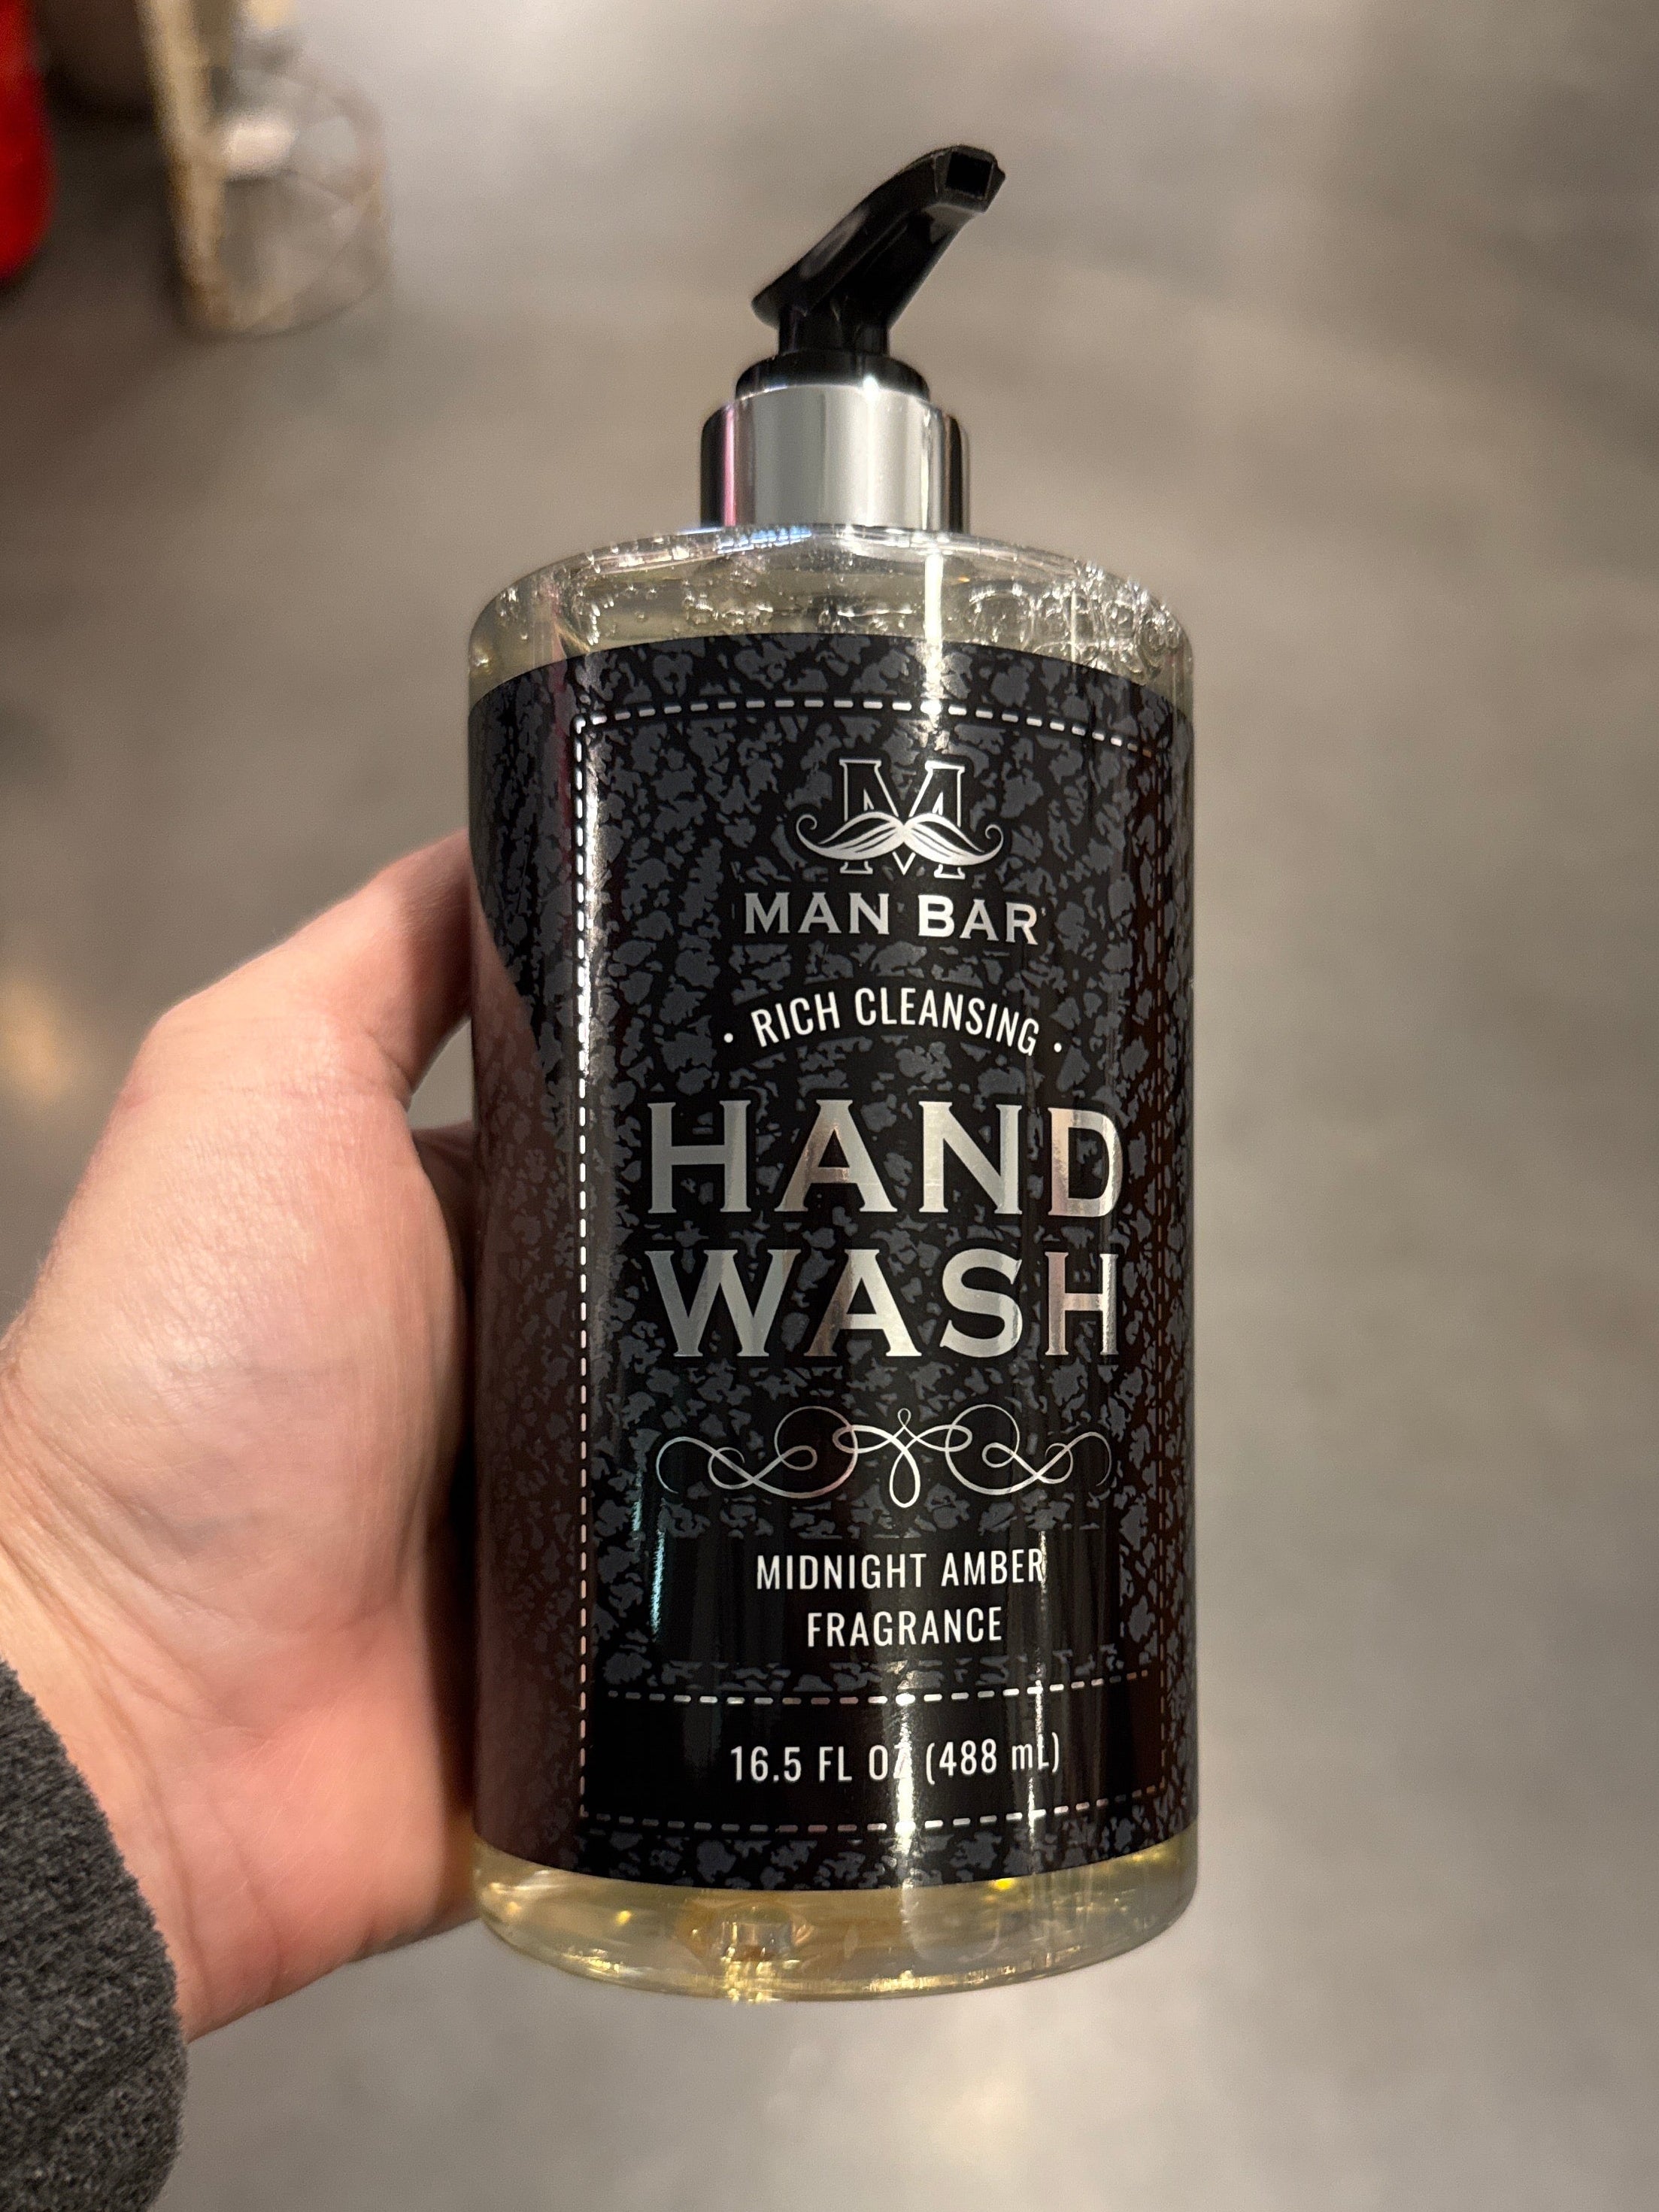 M
MAN BAR
· RICH CLEANSING ·
HAND
WASH
MIDNIGHT AMBER
FRAGRANCE
16.5 FL OZ (488 mL)